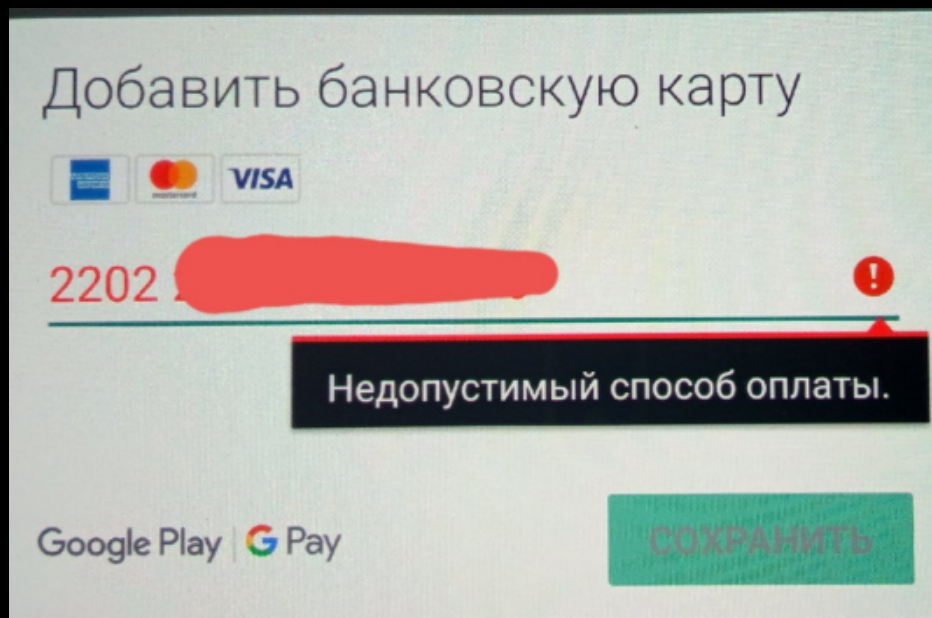 Добавить банковскую карту
VISA
2202
Недопустимый способ оплаты.
Google Play | G Pay
СОХРАНИТЬ